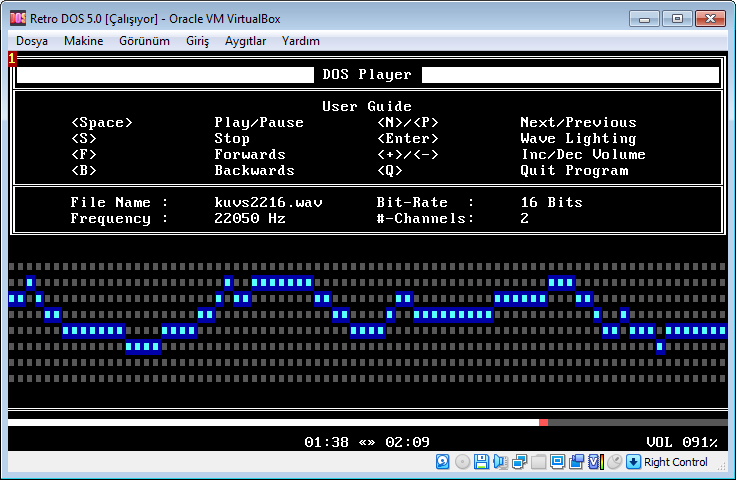 Retro DOS 5.0 [Çalışıyor] - Oracle VM VirtualBox
Dosya Makine Görünüm Giriş Aygıtlar Yardım
1
DOS Player
User Guide
<Space> Play/Pause <N>/<P> Next/Previous
<S> Stop <Enter> Wave Lighting
<F> Forwards <+>/<-> Inc/Dec Volume
<B> Backwards <Q> Quit Program
File Name : kuvs2216.wav Bit-Rate : 16 Bits
Frequency : 22050 Hz #-Channels: 2
01:38 «» 02:09 VOL 091%
Right Control